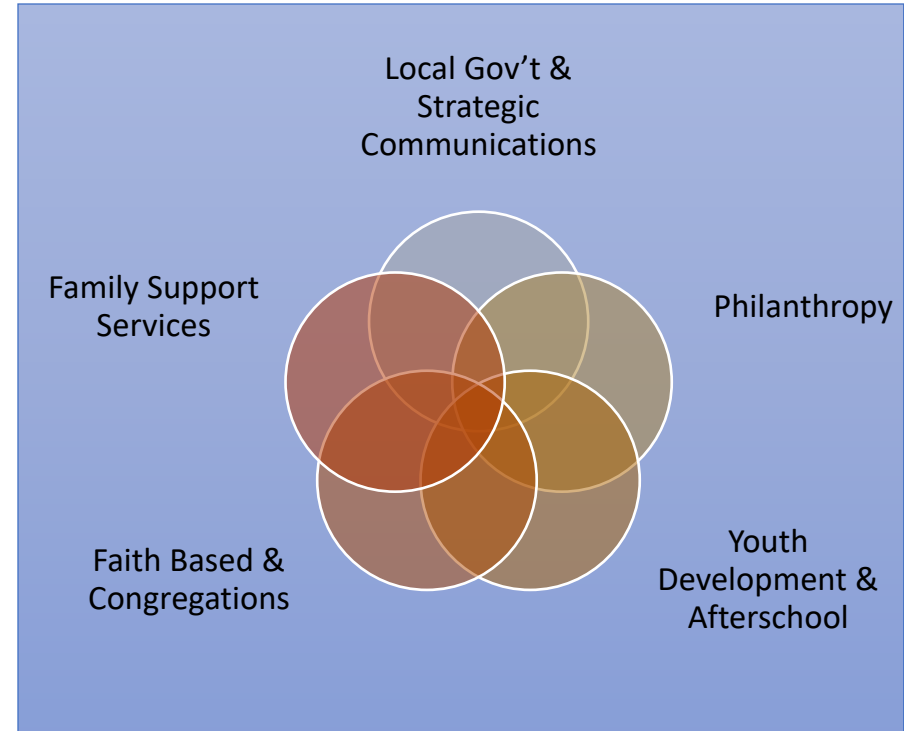 Local Gov’t &
Strategic
Communications
Family Support
Services
Philanthropy
Faith Based &
Congregations
Youth
Development &
Afterschool